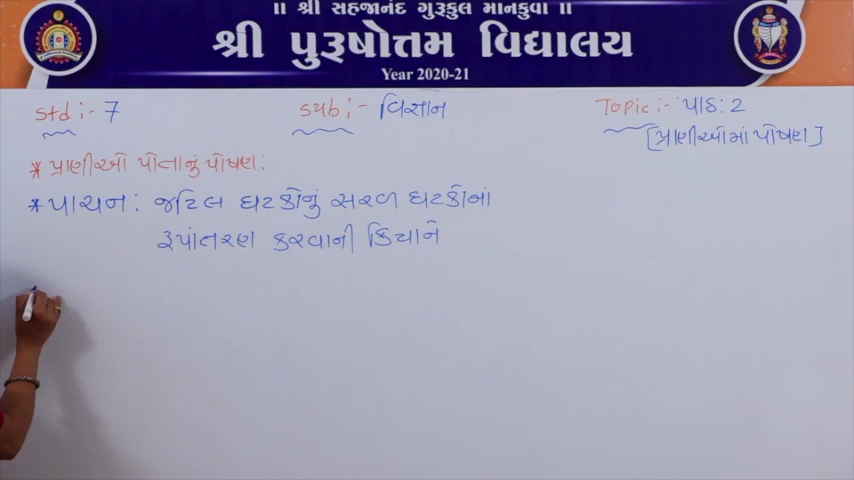 ॥ શ્રી સહજાનંદ ગુરૂકુલ માનકુવા ॥
શ્રી પુરૂષોત્તમ વિદ્યાલય
Year 2020-21
Std :- 7
Sub :- વિજ્ઞાન
Topic :- પાઠ : 2
[પ્રાણીઓમાં પોષણ]
* પ્રાણીઓ પોતાનું પોષણ :
* પાચન : જટિલ ઘટકોનું સરળ ઘટકોમાં
રૂપાંતરણ કરવાની ક્રિયાને